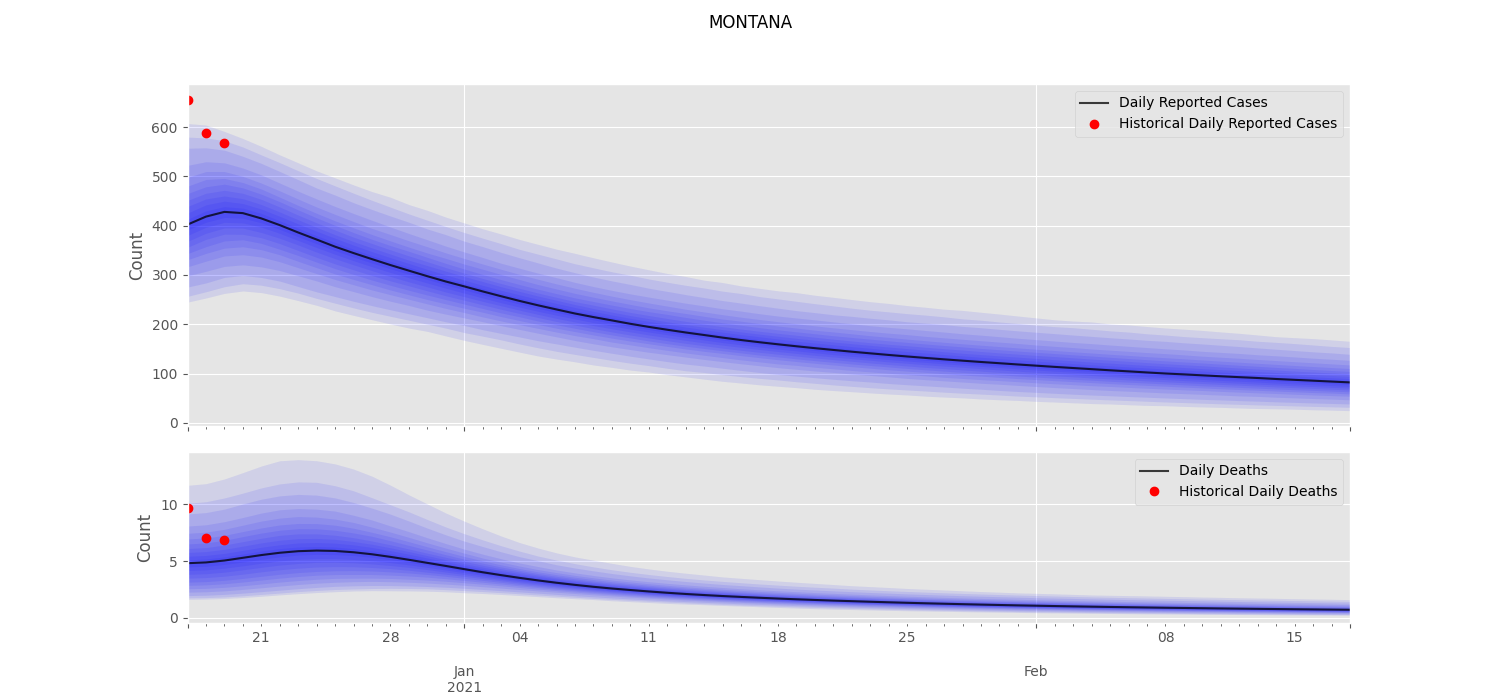 MONTANA
Daily Reported Cases
Historical Daily Reported Cases
Count
600
500
400
300
200
100
0
Daily Deaths
Historical Daily Deaths
Count
10
5
0
21 28 04 11 18 25 08 15
Jan Feb
2021